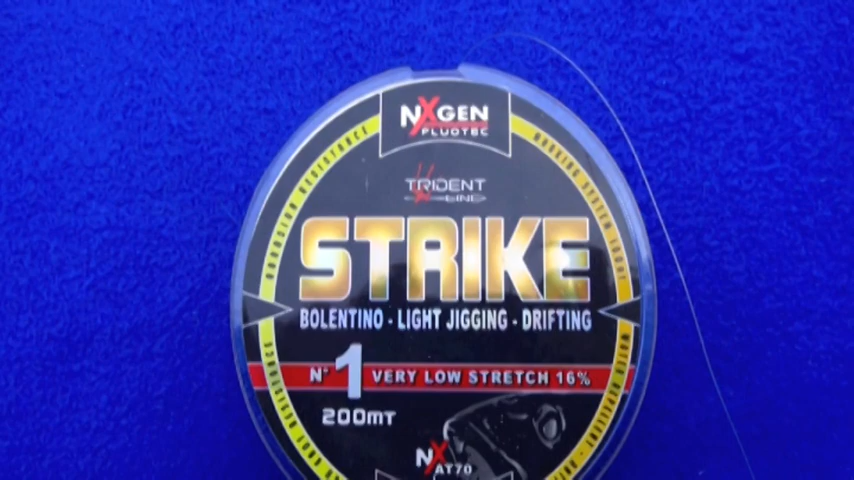 NXGEN
FLUOTEC
TRIDENT
LINE
STRIKE
BOLENTINO - LIGHT JIGGING - DRIFTING
N° 1 VERY LOW STRETCH 16%
200MT
NX
AT70